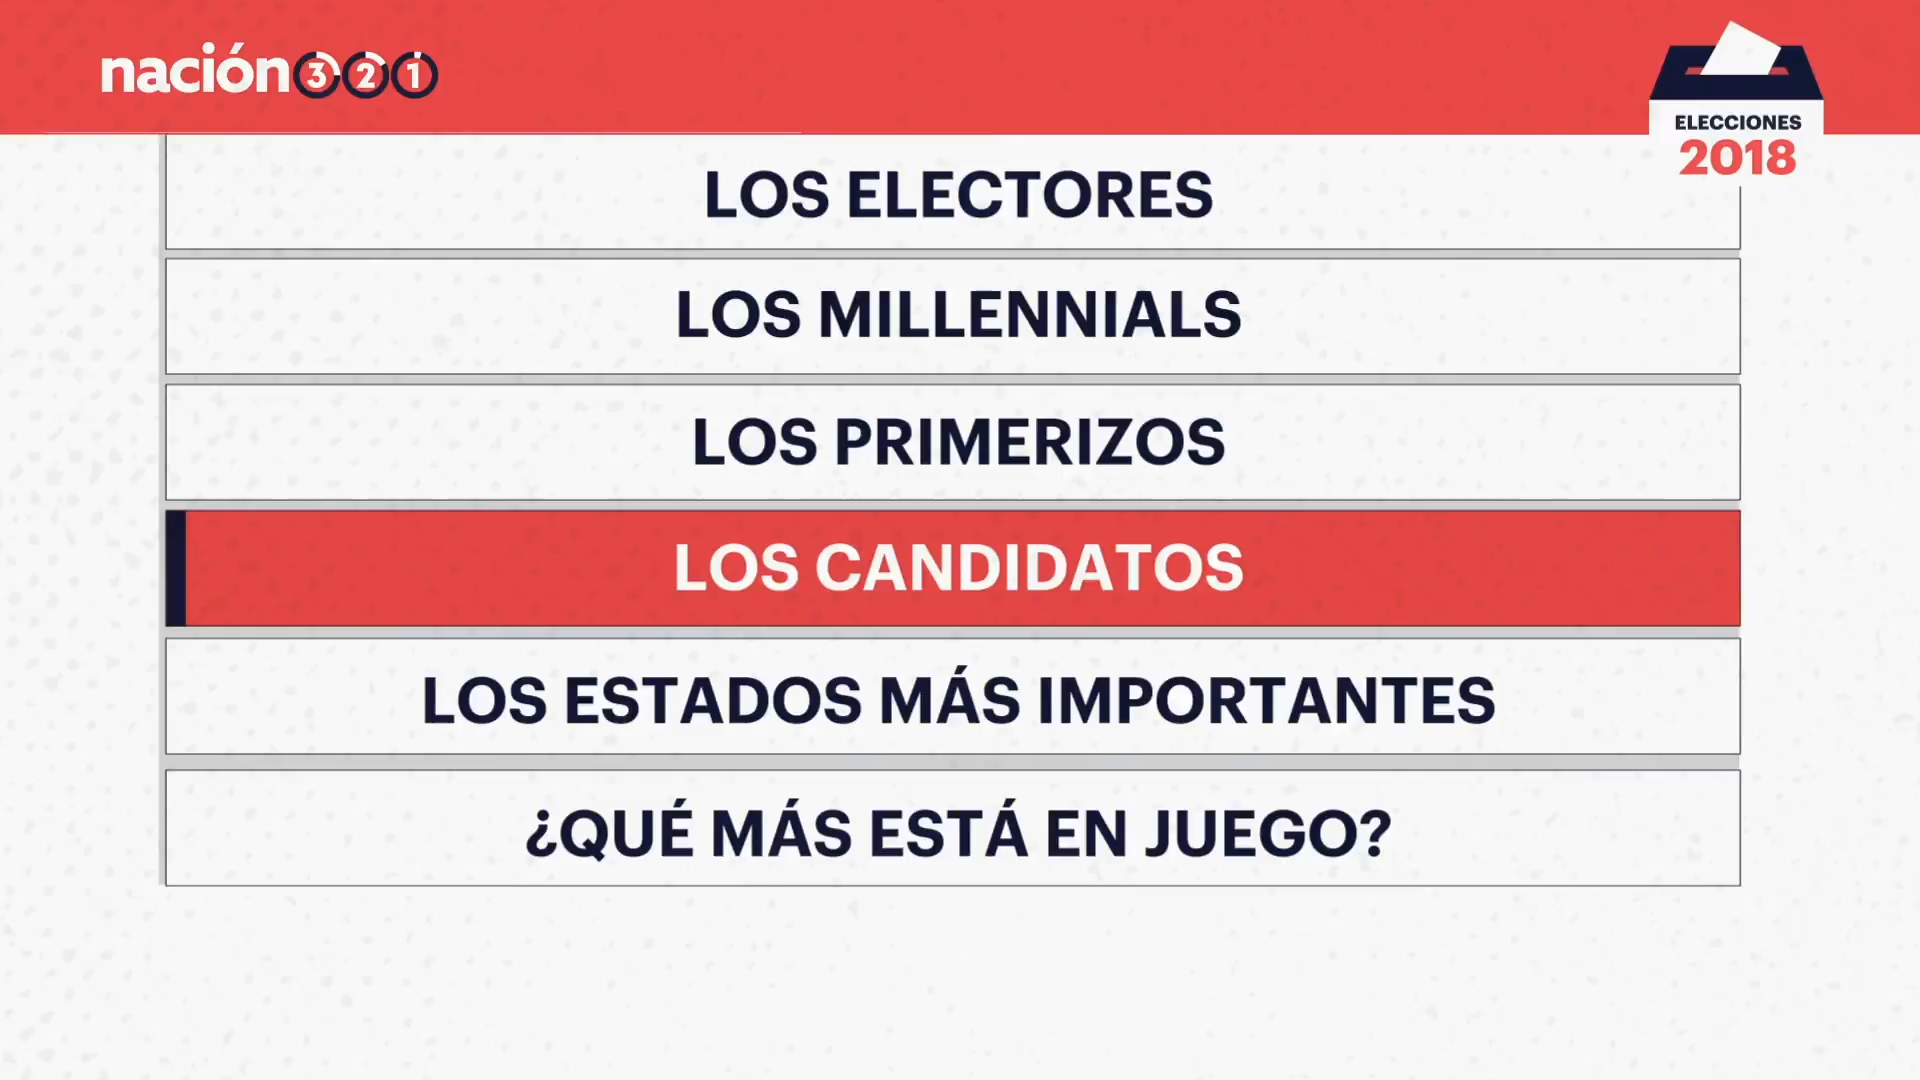 nación321
ELECCIONES
2018
LOS ELECTORES
LOS MILLENNIALS
LOS PRIMERIZOS
LOS CANDIDATOS
LOS ESTADOS MÁS IMPORTANTES
¿QUÉ MÁS ESTÁ EN JUEGO?